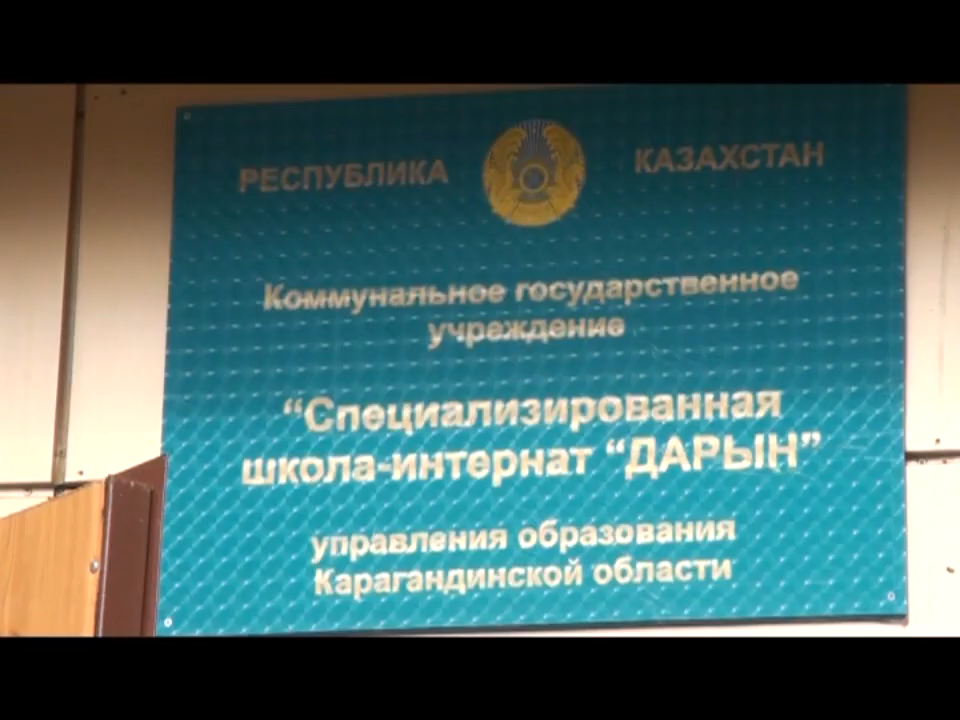 РЕСПУБЛИКА КАЗАХСТАН
Коммунальное государственное
учреждение
“Специализированная
школа-интернат “ДАРЫН”
управления образования
Карагандинской области